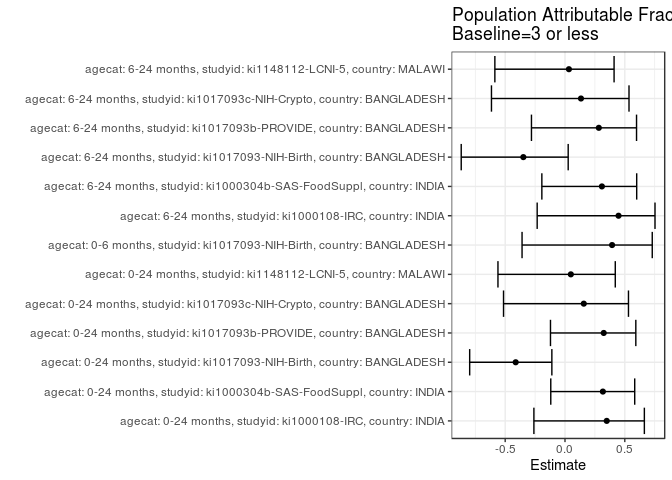 Population Attributable Frac
Baseline=3 or less
agecat: 6-24 months, studyid: ki1148112-LCNI-5, country: MALAWI
agecat: 6-24 months, studyid: ki1017093c-NIH-Crypto, country: BANGLADESH
agecat: 6-24 months, studyid: ki1017093b-PROVIDE, country: BANGLADESH
agecat: 6-24 months, studyid: ki1017093-NIH-Birth, country: BANGLADESH
agecat: 6-24 months, studyid: ki1000304b-SAS-FoodSuppl, country: INDIA
agecat: 6-24 months, studyid: ki1000108-IRC, country: INDIA
agecat: 0-6 months, studyid: ki1017093-NIH-Birth, country: BANGLADESH
agecat: 0-24 months, studyid: ki1148112-LCNI-5, country: MALAWI
agecat: 0-24 months, studyid: ki1017093c-NIH-Crypto, country: BANGLADESH
agecat: 0-24 months, studyid: ki1017093b-PROVIDE, country: BANGLADESH
agecat: 0-24 months, studyid: ki1017093-NIH-Birth, country: BANGLADESH
agecat: 0-24 months, studyid: ki1000304b-SAS-FoodSuppl, country: INDIA
agecat: 0-24 months, studyid: ki1000108-IRC, country: INDIA
-0.5 0.0 0.5
Estimate